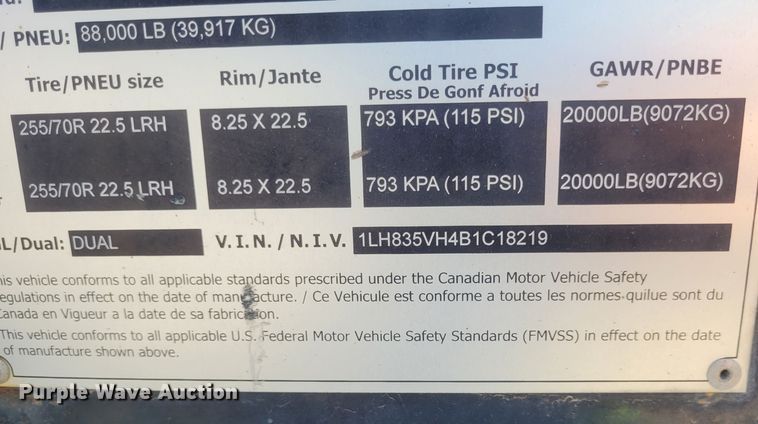 / PNEU: 88,000 LB (39,917 KG)
Tire/PNEU size Rim/Jante Cold Tire PSI GAWR/PNBE
Press De Gonf Afroid
255/70R 22.5 LRH 8.25 X 22.5 793 KPA (115 PSI) 20000LB(9072KG)
255/70R 22.5 LRH 8.25 X 22.5 793 KPA (115 PSI) 20000LB(9072KG)
L/Dual: DUAL V.I.N./N.I.V. 1LH835VH4B1C18219
his vehicle conforms to all applicable standards prescribed under the Canadian Motor Vehicle Safety
egulations in effect on the date of manufacture. / Ce Vehicule est conforme a toutes les normes quilue sont du
Canada en Vigueur a la date de sa fabrication.
This vehicle conforms to all applicable U.S. Federal Motor Vehicle Safety Standards (FMVSS) in effect on the date
of manufacture shown above.
Purple Wave Auction